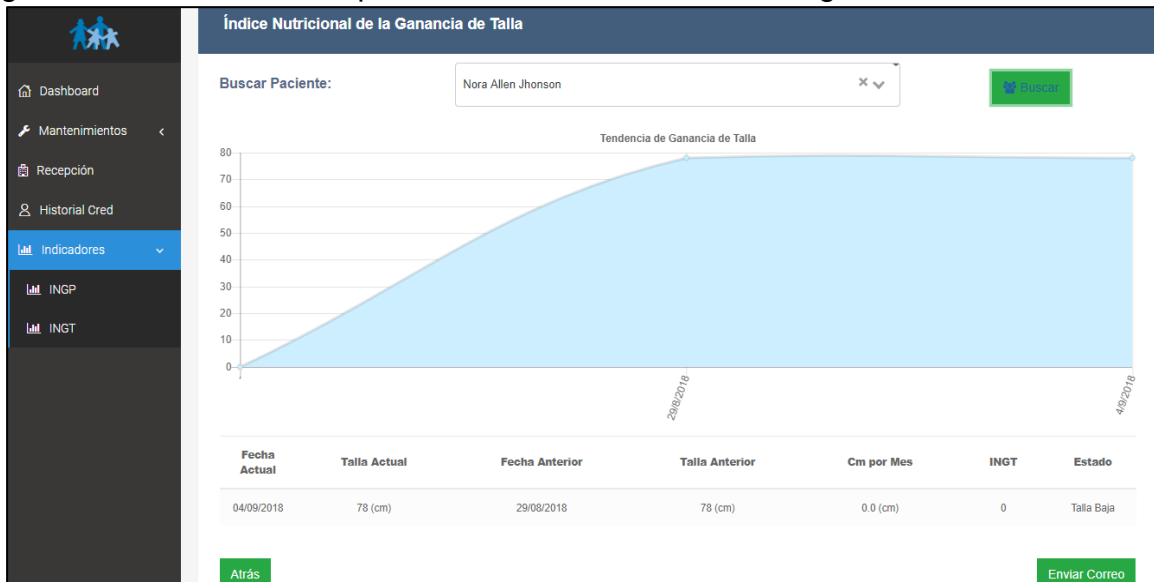 Índice Nutricional de la Ganancia de Talla
Dashboard
Mantenimientos
Recepción
Historial Cred
Indicadores
INGP
INGT
Buscar Paciente:
Nora Allen Jhonson
Buscar
Tendencia de Ganancia de Talla
80
70
60
50
40
30
20
10
0
29/8/2018
4/9/2018
Fecha Actual Talla Actual Fecha Anterior Talla Anterior Cm por Mes INGT Estado
04/09/2018 78 (cm) 29/08/2018 78 (cm) 0.0 (cm) 0 Talla Baja
Atrás
Enviar Correo